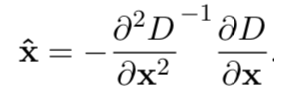 x̂ = −∂²D⁻¹/∂x² ∂D/∂x.